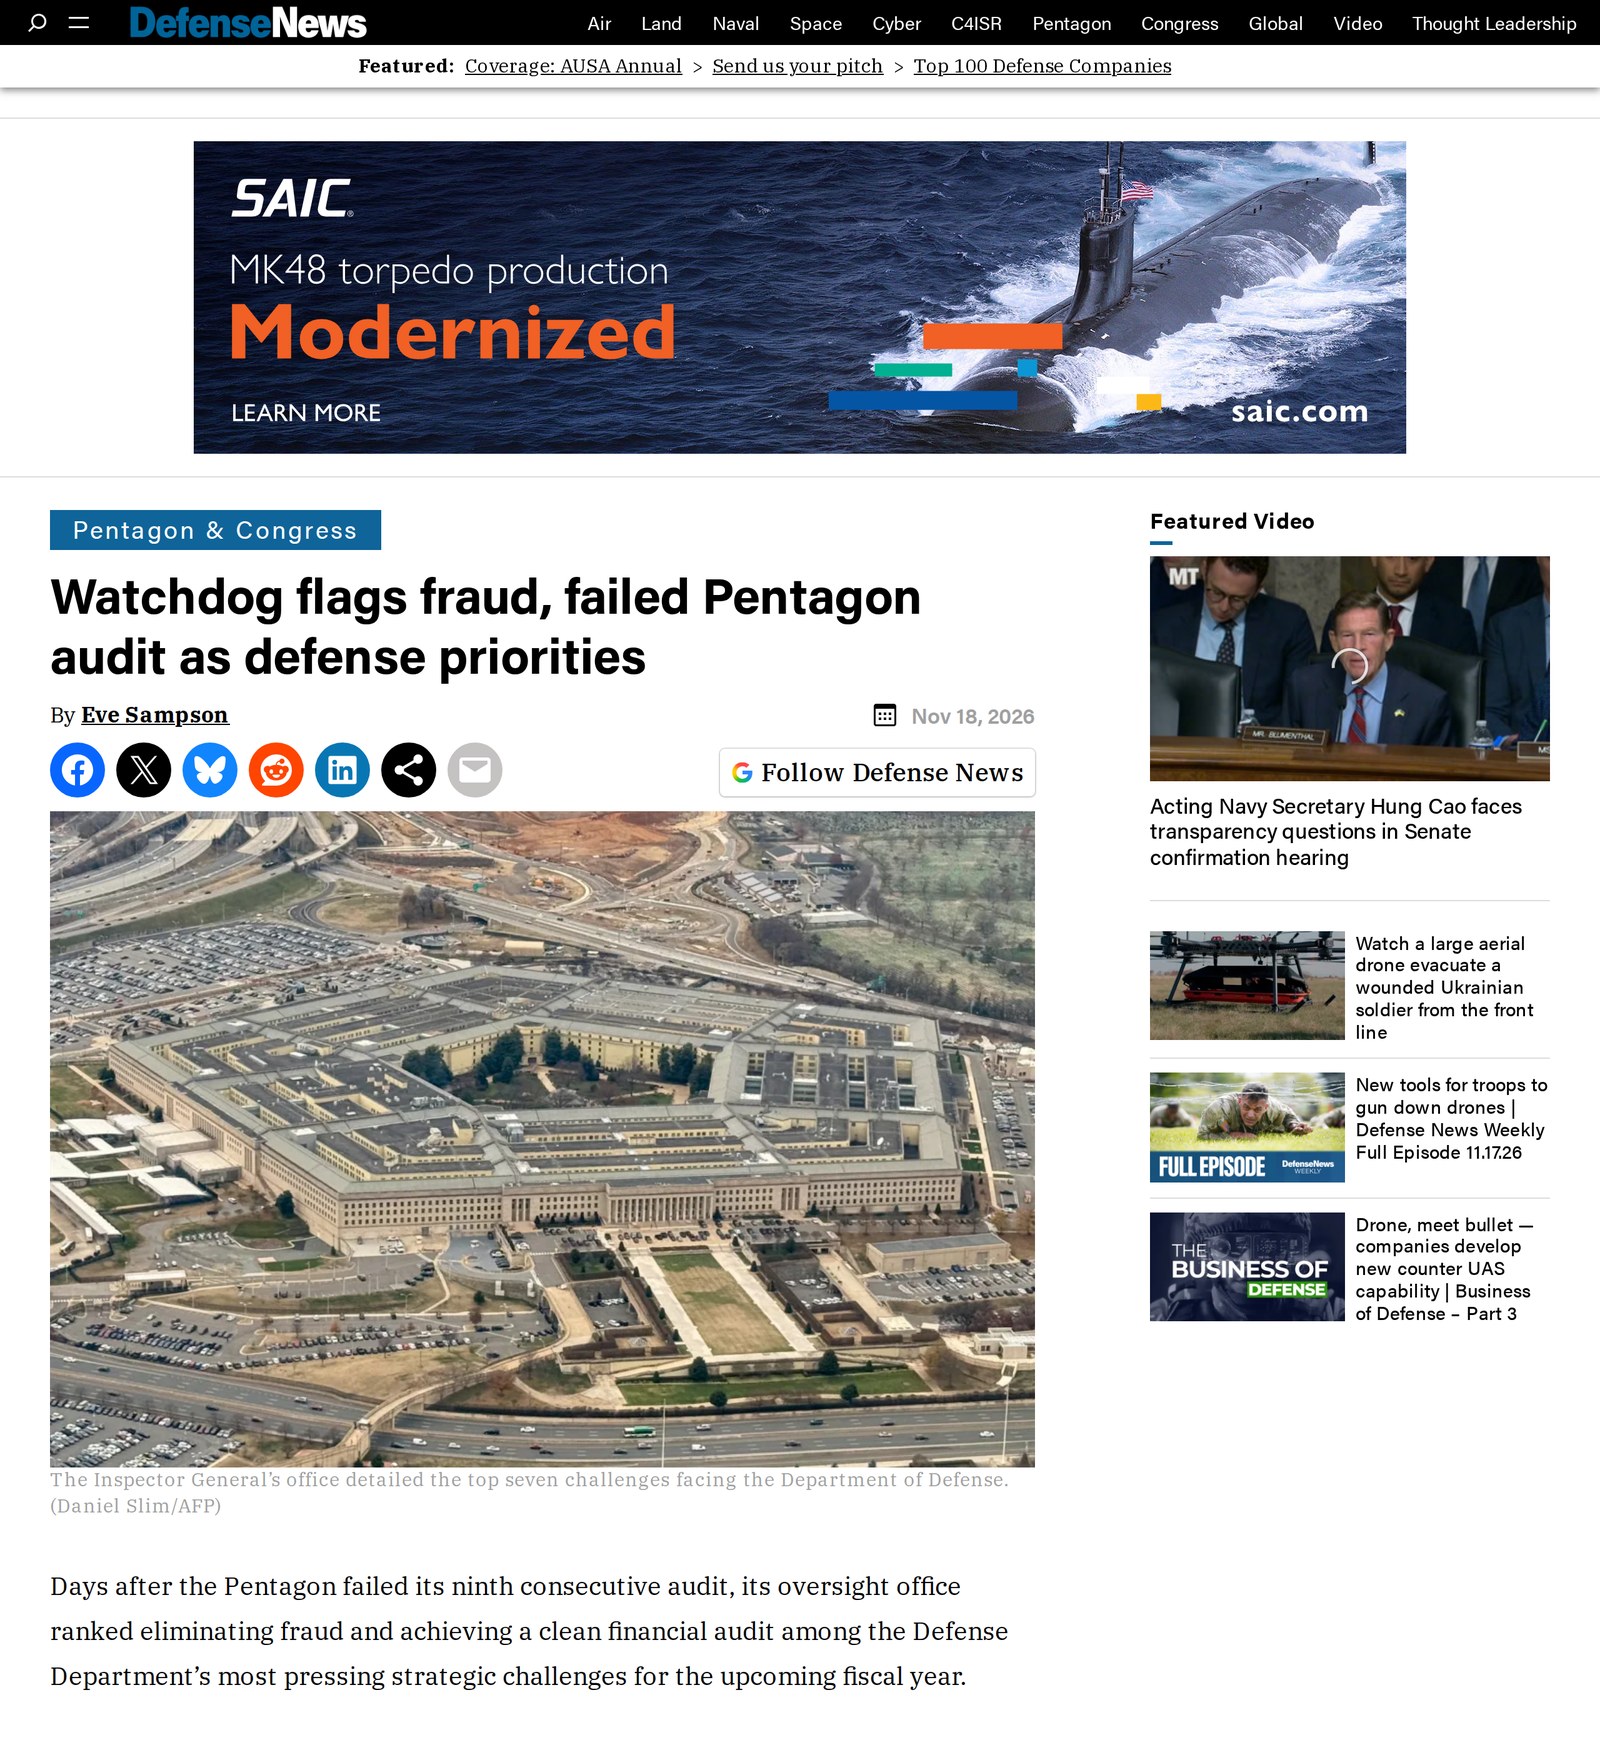 DefenseNews
Air Land Naval Space Cyber C4ISR Pentagon Congress Global Video Thought Leadership
Featured: Coverage: AUSA Annual > Send us your pitch > Top 100 Defense Companies
SAIC®
MK48 torpedo production
Modernized
LEARN MORE
saic.com
Pentagon & Congress
Watchdog flags fraud, failed Pentagon
audit as defense priorities
By Eve Sampson
Nov 18, 2026
Follow Defense News
The Inspector General's office detailed the top seven challenges facing the Department of Defense.
(Daniel Slim/AFP)
Days after the Pentagon failed its ninth consecutive audit, its oversight office
ranked eliminating fraud and achieving a clean financial audit among the Defense
Department's most pressing strategic challenges for the upcoming fiscal year.
Featured Video
MT
MR. BLUMENTHAL
MS
Acting Navy Secretary Hung Cao faces
transparency questions in Senate
confirmation hearing
Watch a large aerial
drone evacuate a
wounded Ukrainian
soldier from the front
line
FULL EPISODE
DefenseNews
WEEKLY
New tools for troops to
gun down drones |
Defense News Weekly
Full Episode 11.17.26
THE
BUSINESS OF
DEFENSE
Drone, meet bullet —
companies develop
new counter UAS
capability | Business
of Defense – Part 3